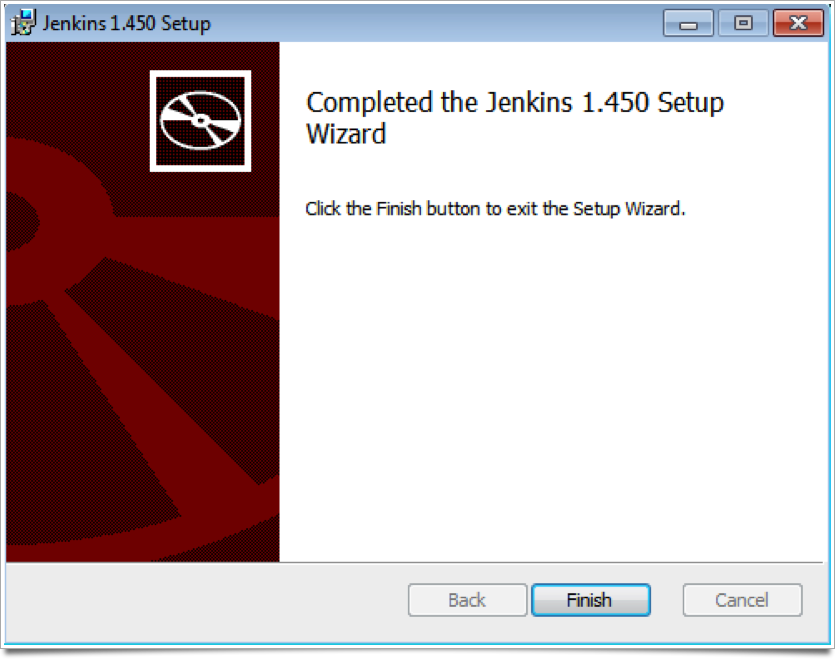 Jenkins 1.450 Setup
Completed the Jenkins 1.450 Setup
Wizard
Click the Finish button to exit the Setup Wizard.
Back
Finish
Cancel